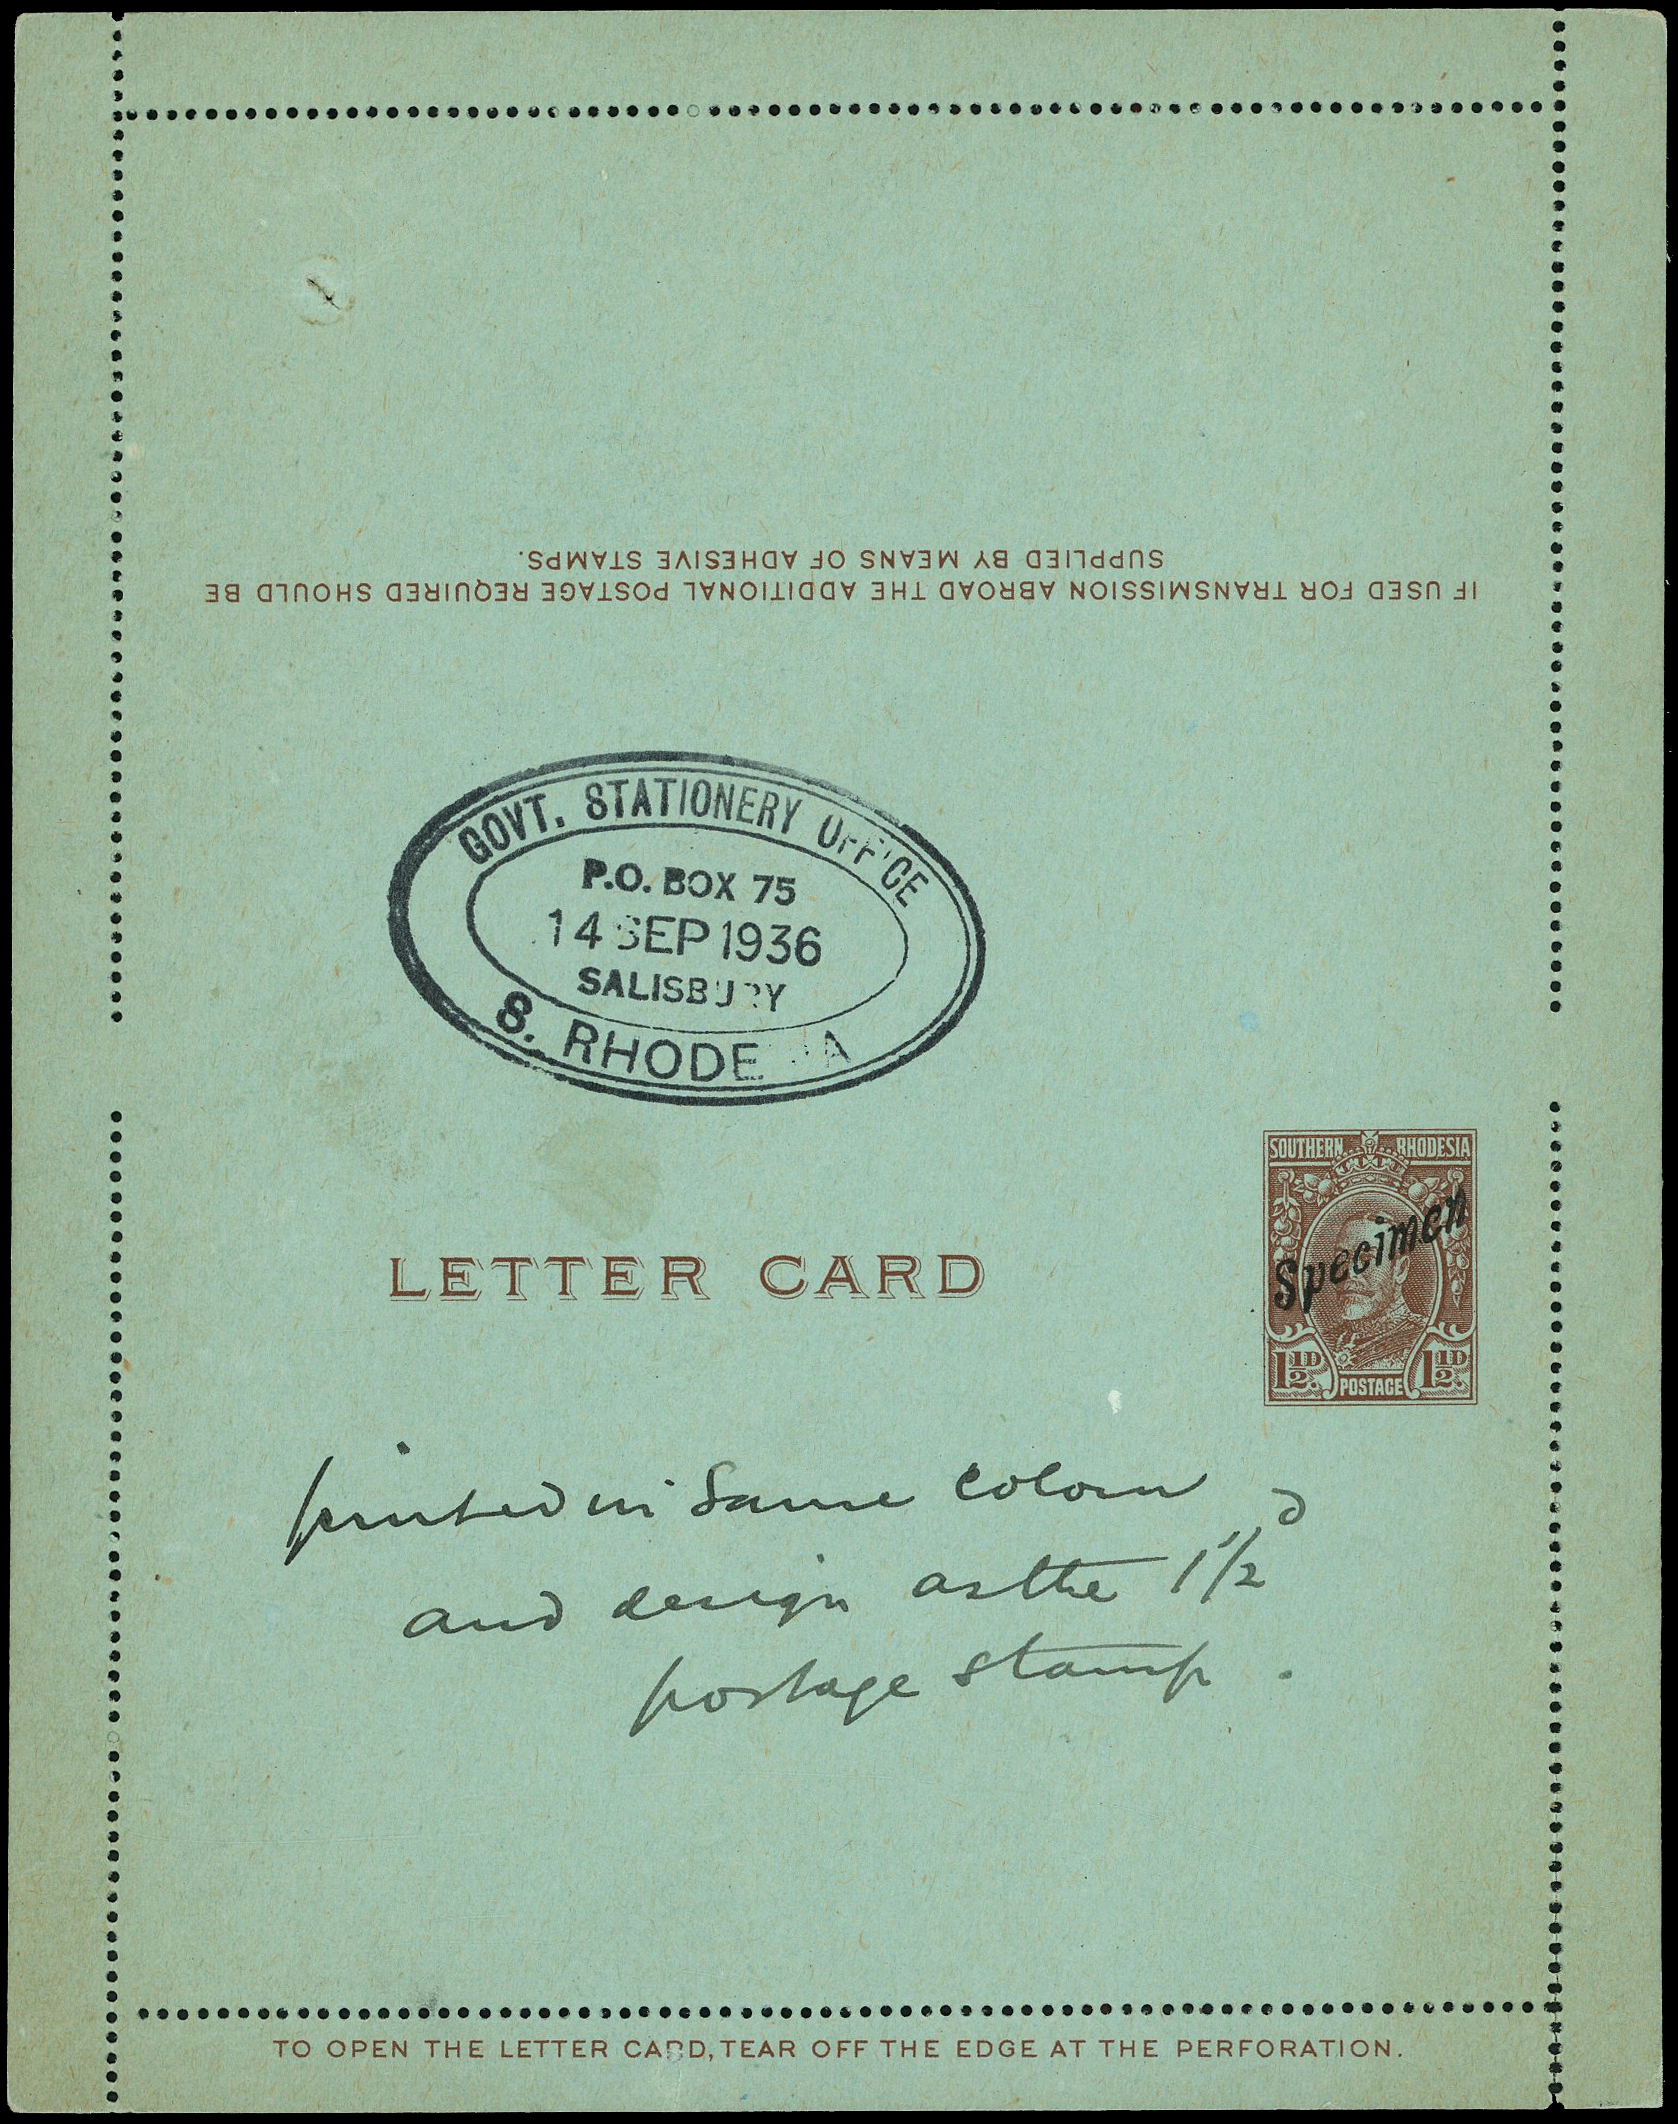 IF USED FOR TRANSMISSION ABROAD THE ADDITIONAL POSTAGE REQUIRED SHOULD BE
SUPPLIED BY MEANS OF ADHESIVE STAMPS.
GOVT. STATIONERY OFFICE
P.O. BOX 75
14 SEP 1936
SALISBURY
S. RHODESIA
SOUTHERN RHODESIA
Specimen
1½D. POSTAGE 1½D.
LETTER CARD
printed in same colour
and design as the 1½d
postage stamp.
TO OPEN THE LETTER CARD, TEAR OFF THE EDGE AT THE PERFORATION.